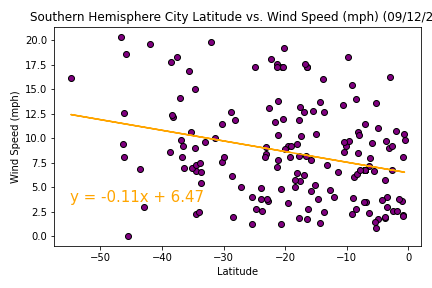 Southern Hemisphere City Latitude vs. Wind Speed (mph) (09/12/2
Wind Speed (mph)
20.0
17.5
15.0
12.5
10.0
7.5
5.0
2.5
0.0
y = -0.11x + 6.47
−50 −40 −30 −20 −10 0
Latitude